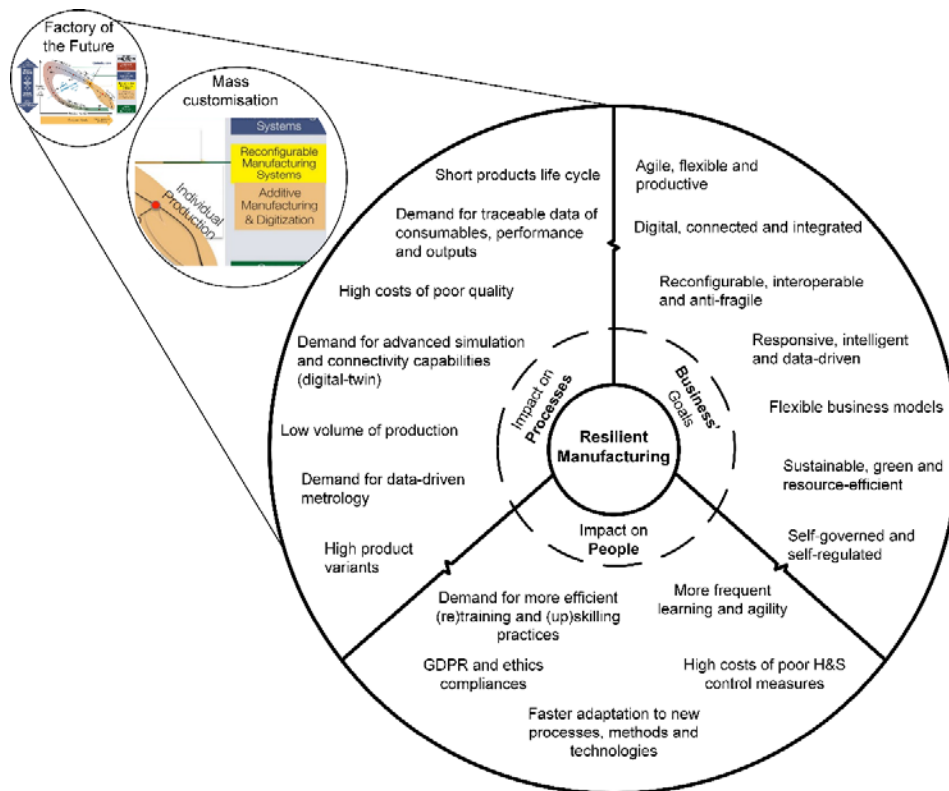 Factory of
the Future
Mass
customisation
Systems
Reconfigurable
Manufacturing
Systems
Additive
Manufacturing
& Digitization
Individual
Production
Short products life cycle
Demand for traceable data of
consumables, performance
and outputs
High costs of poor quality
Demand for advanced simulation
and connectivity capabilities
(digital-twin)
Low volume of production
Demand for data-driven
metrology
High product
variants
Agile, flexible and
productive
Digital, connected and integrated
Reconfigurable, interoperable
and anti-fragile
Responsive, intelligent
and data-driven
Flexible business models
Sustainable, green and
resource-efficient
Self-governed and
self-regulated
Impact on
Processes
Business'
Goals
Resilient
Manufacturing
Impact on
People
Demand for more efficient
(re)training and (up)skilling
practices
More frequent
learning and agility
GDPR and ethics
compliances
High costs of poor H&S
control measures
Faster adaptation to new
processes, methods and
technologies